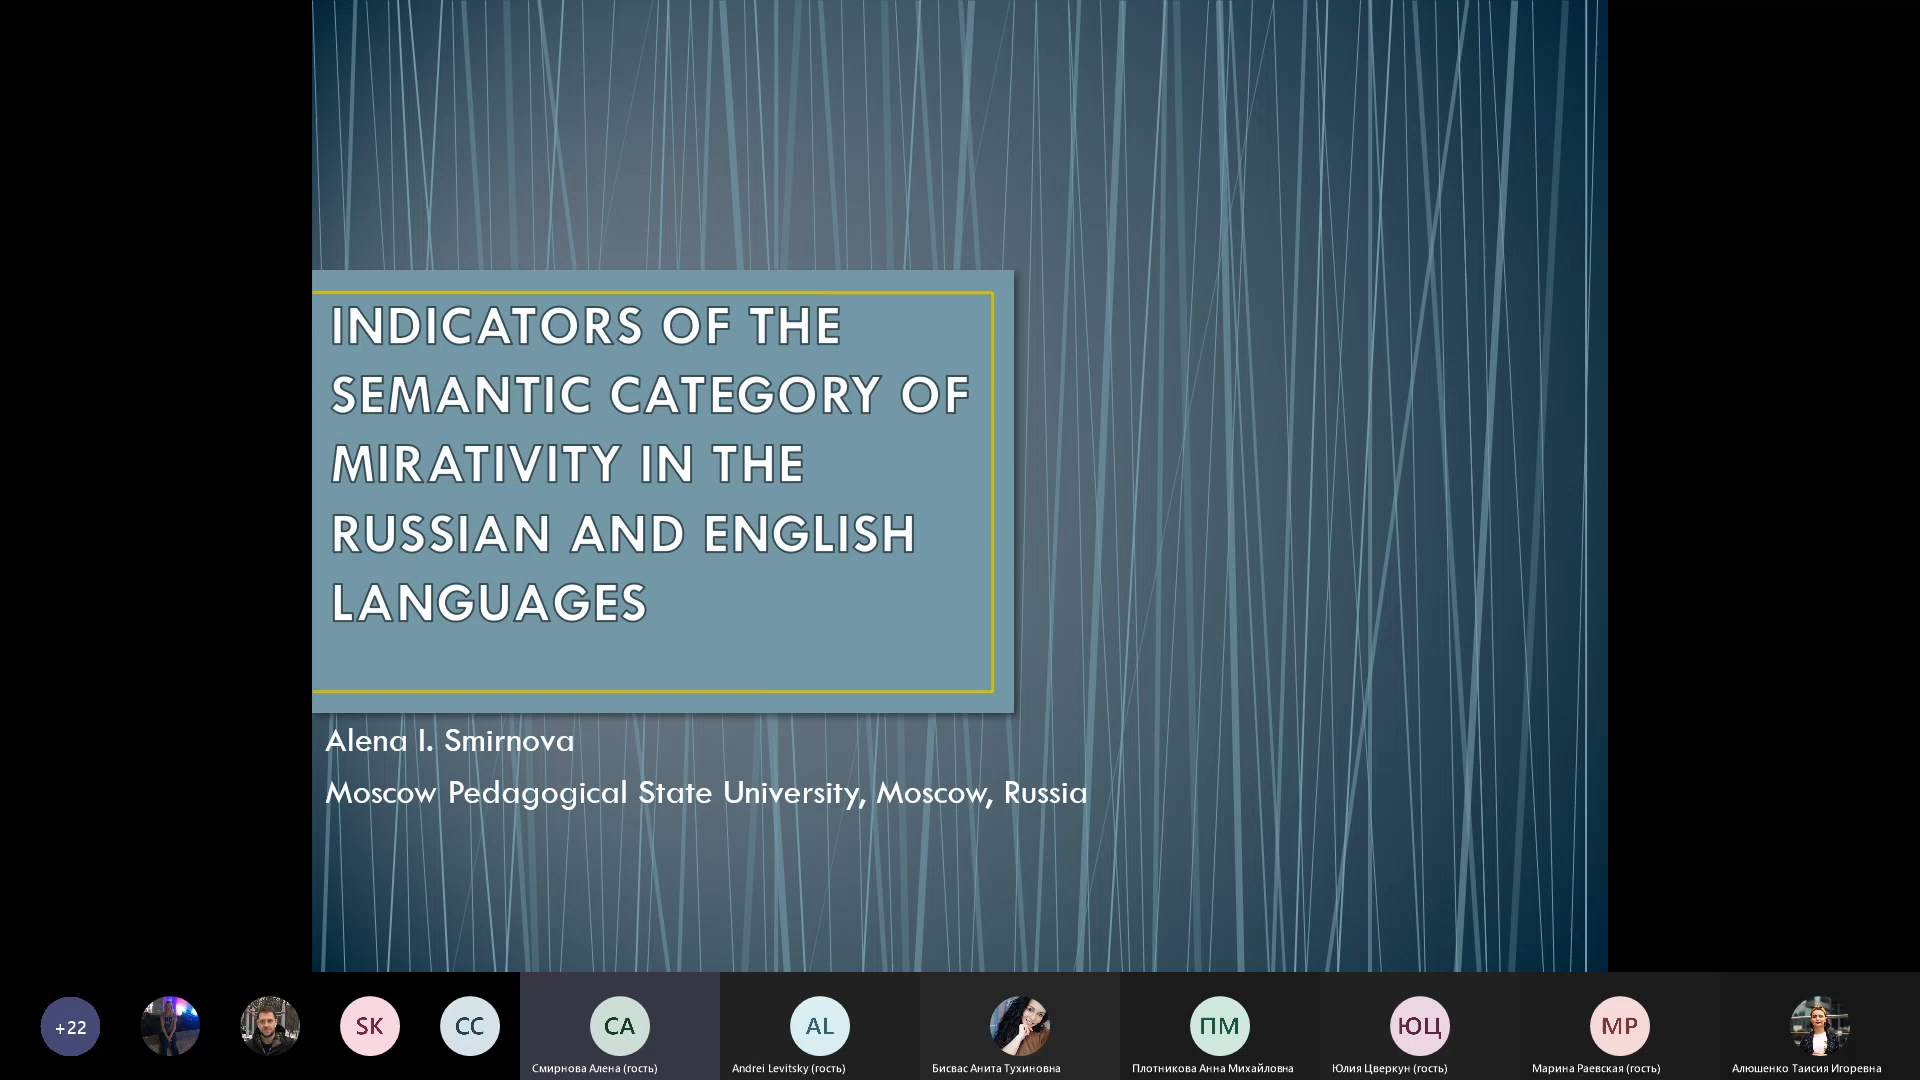 INDICATORS OF THE
SEMANTIC CATEGORY OF
MIRATIVITY IN THE
RUSSIAN AND ENGLISH
LANGUAGES
Alena I. Smirnova
Moscow Pedagogical State University, Moscow, Russia
+22
SK
CC
CA
AL
ПМ
ЮЦ
МР
Смирнова Алена (гость)
Andrei Levitsky (гость)
Бисвас Анита Тухиновна
Плотникова Анна Михайловна
Юлия Цверкун (гость)
Марина Раевская (гость)
Алюшенко Таисия Игоревна